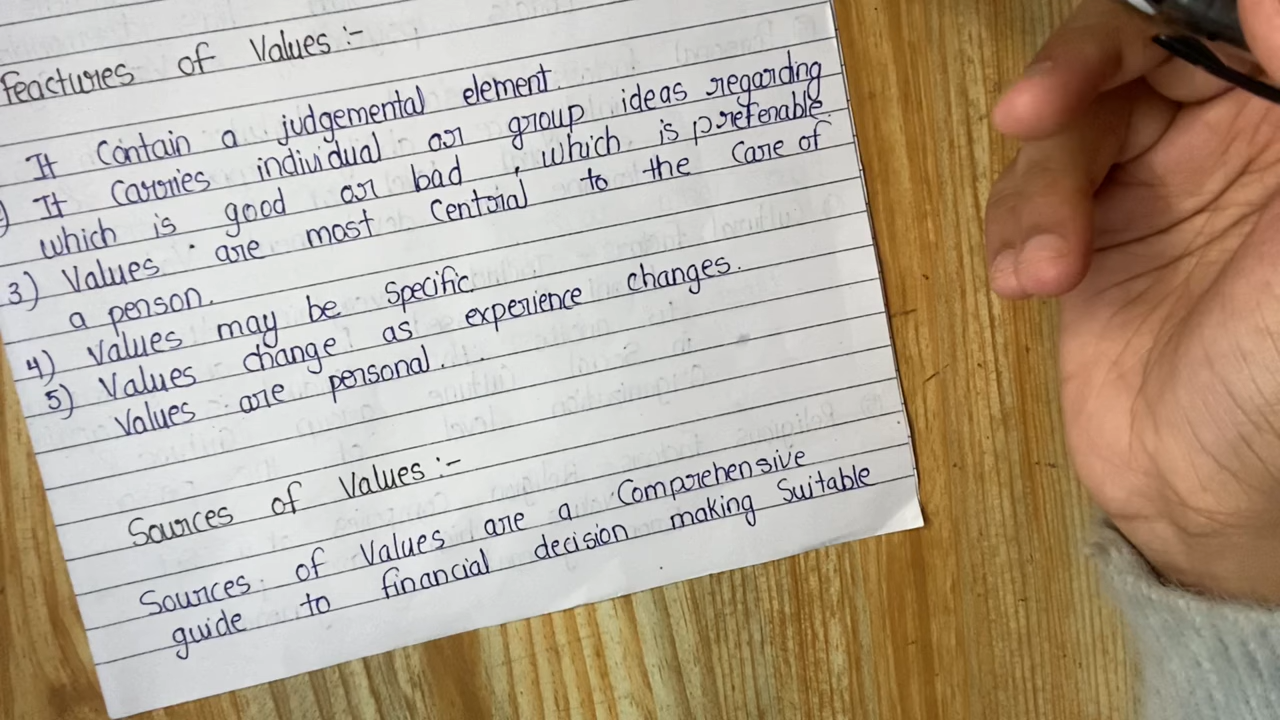 Feactures of Values :-
It Contain a judgemental element.
) It Carries individual or group ideas regarding
which is good or bad, which is preferable.
3) Values are most Central to the Care of
a person.
4) Values may be Specific
5) Values change as experience changes.
Values are personal.
Sources of Values :-
Sources of Values are a Comprehensive
guide to financial decision making Suitable